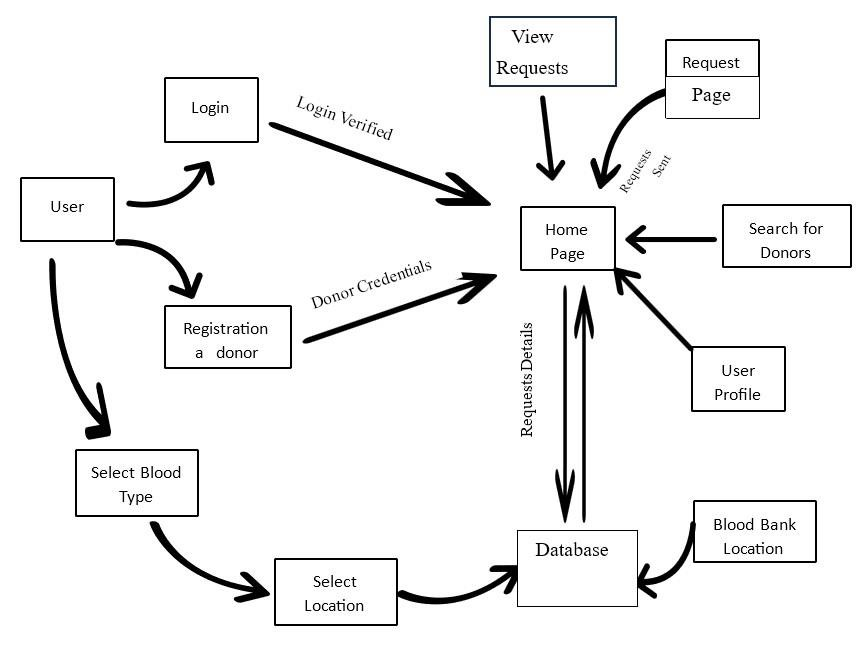 View
Requests
Request
Page
Login
Login Verified
Requests
Sent
User
Home
Page
Search for
Donors
Donor Credentials
Registration
a donor
Requests Details
User
Profile
Select Blood
Type
Blood Bank
Location
Database
Select
Location